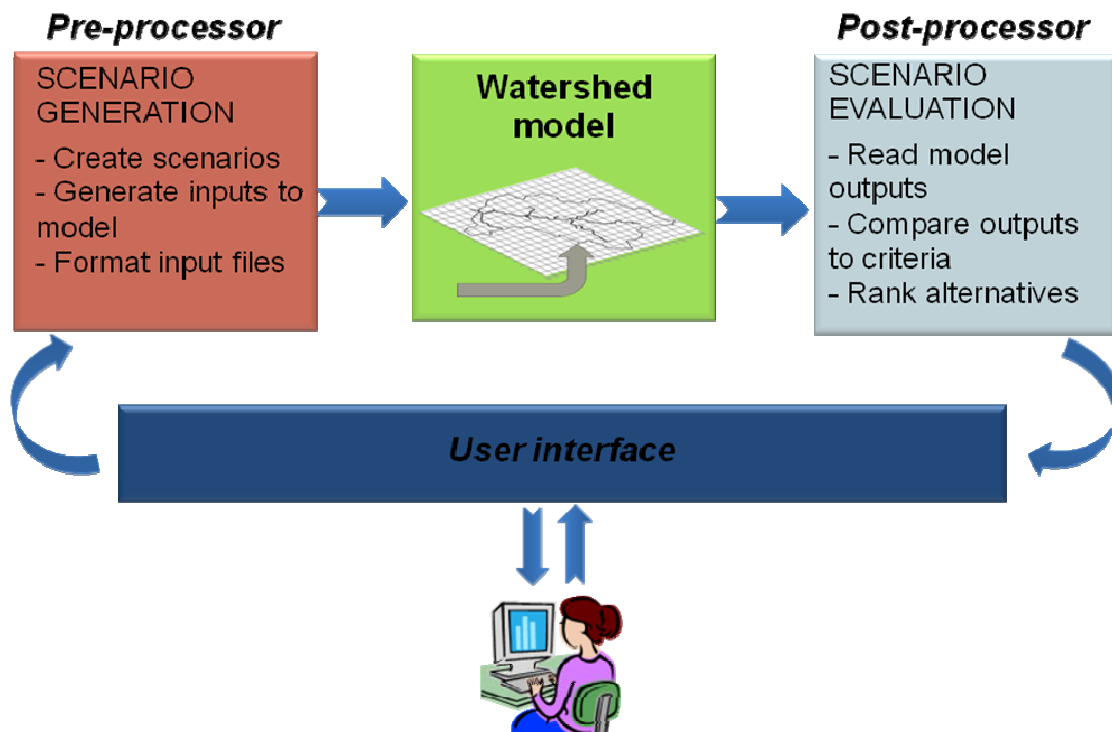 Pre-processor
SCENARIO
GENERATION
- Create scenarios
- Generate inputs to
model
- Format input files
Watershed
model
Post-processor
SCENARIO
EVALUATION
- Read model
outputs
- Compare outputs
to criteria
- Rank alternatives
User interface